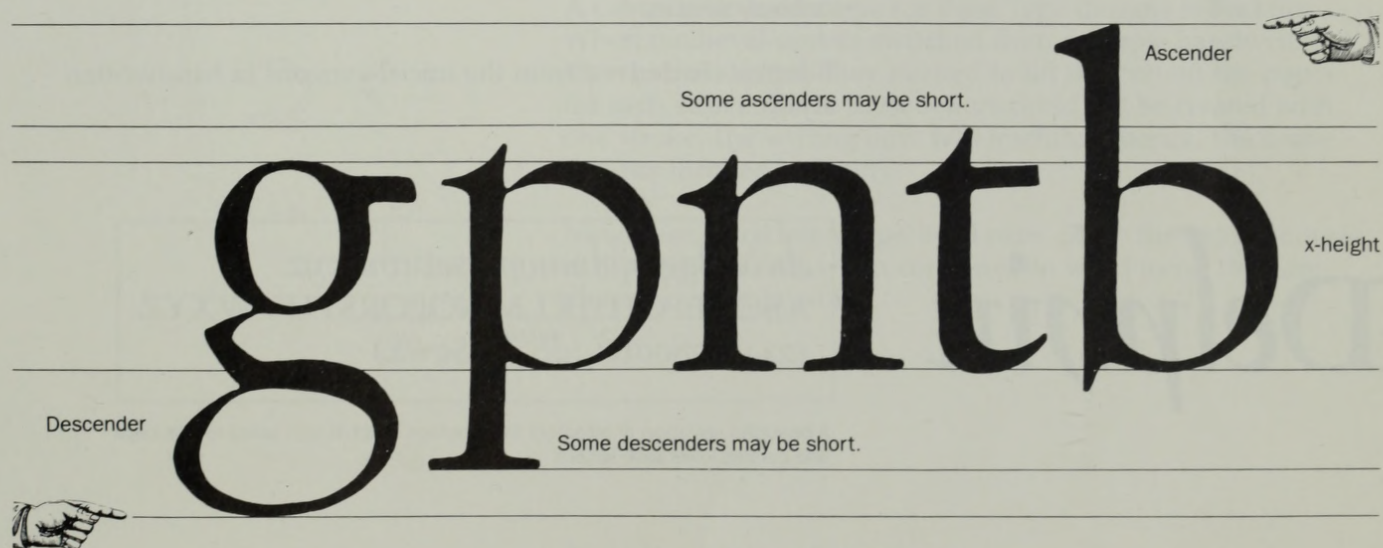 Ascender
Some ascenders may be short.
gpntb
x-height
Descender
Some descenders may be short.